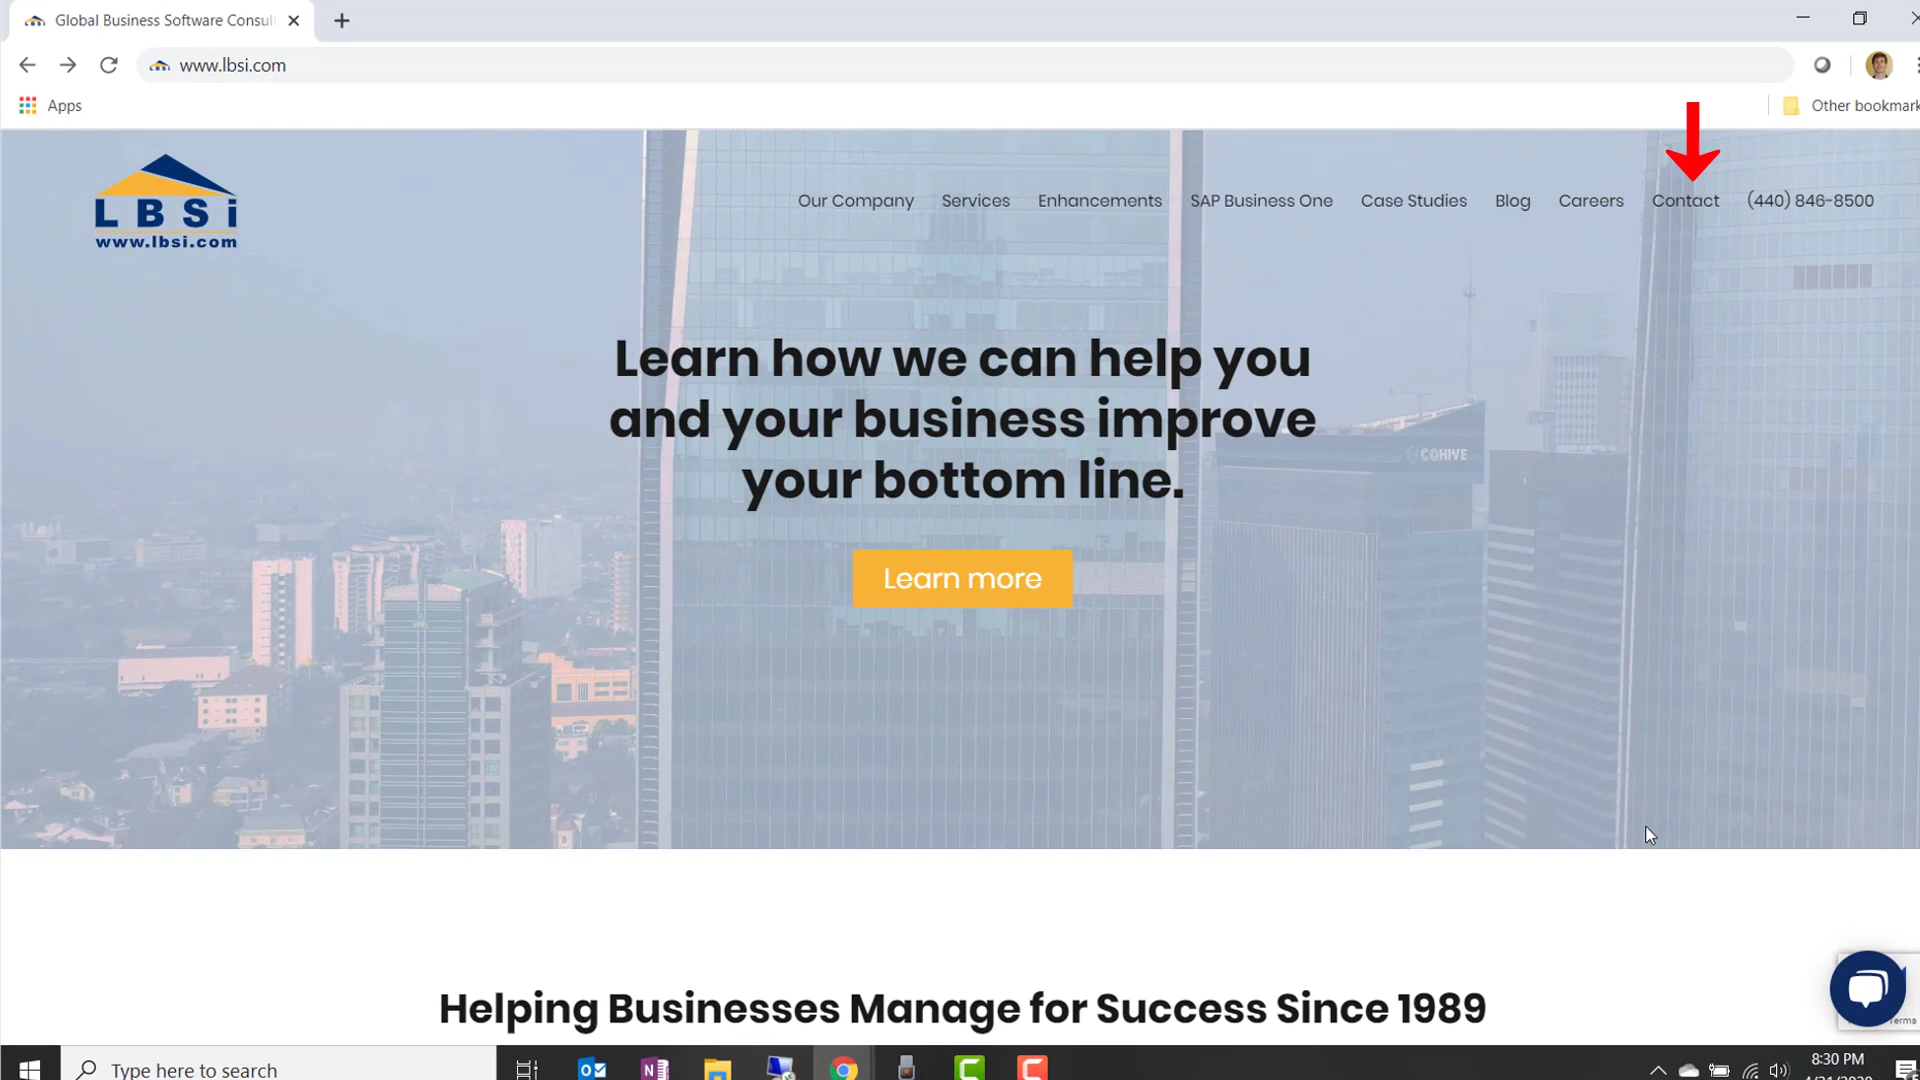 Global Business Software Consult
www.lbsi.com
Apps
Other bookmark
LBSi
www.lbsi.com
Our Company Services Enhancements SAP Business One Case Studies Blog Careers Contact (440) 846-8500
Learn how we can help you
and your business improve
your bottom line.
COHIVE
Learn more
Helping Businesses Manage for Success Since 1989
Terms
Type here to search
8:30 PM